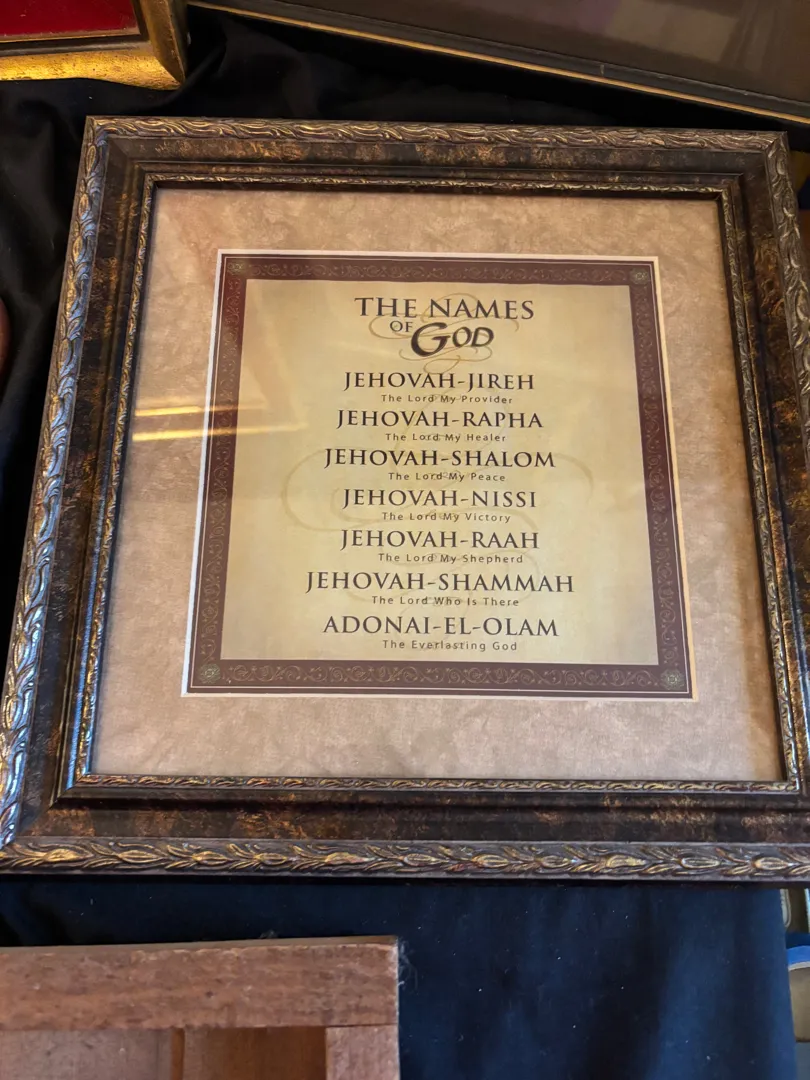 THE NAMES
OF GOD
JEHOVAH-JIREH
The Lord My Provider
JEHOVAH-RAPHA
The Lord My Healer
JEHOVAH-SHALOM
The Lord My Peace
JEHOVAH-NISSI
The Lord My Victory
JEHOVAH-RAAH
The Lord My Shepherd
JEHOVAH-SHAMMAH
The Lord Who Is There
ADONAI-EL-OLAM
The Everlasting God